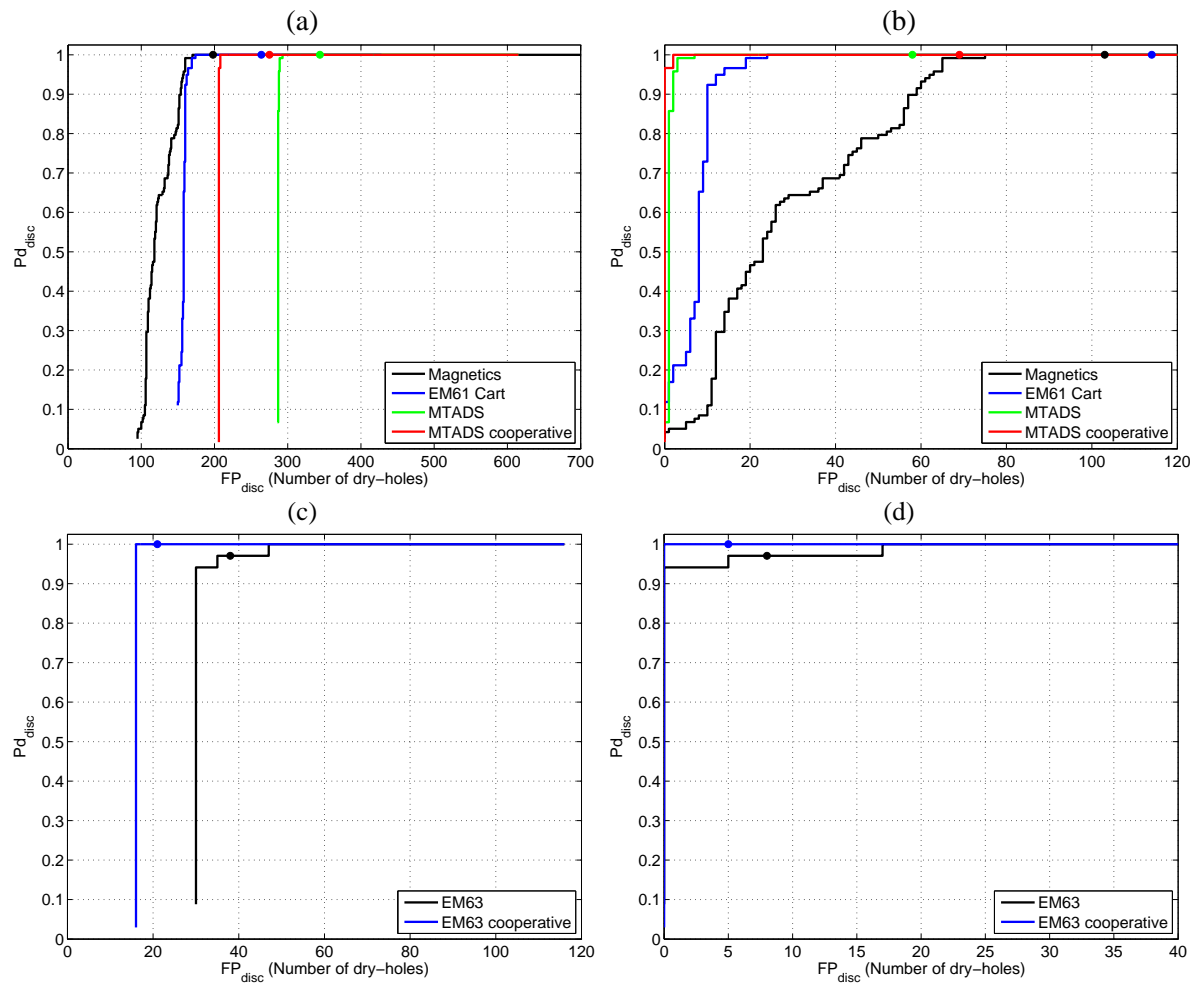 (a)
1
0.9
0.8
0.7
0.6
0.5
0.4
0.3
0.2
0.1
0
Pd_disc
0 100 200 300 400 500 600 700
FP_disc (Number of dry−holes)
Magnetics
EM61 Cart
MTADS
MTADS cooperative
(b)
1
0.9
0.8
0.7
0.6
0.5
0.4
0.3
0.2
0.1
0
Pd_disc
0 20 40 60 80 100 120
FP_disc (Number of dry−holes)
Magnetics
EM61 Cart
MTADS
MTADS cooperative
(c)
1
0.9
0.8
0.7
0.6
0.5
0.4
0.3
0.2
0.1
0
Pd_disc
0 20 40 60 80 100 120
FP_disc (Number of dry−holes)
EM63
EM63 cooperative
(d)
1
0.9
0.8
0.7
0.6
0.5
0.4
0.3
0.2
0.1
0
Pd_disc
0 5 10 15 20 25 30 35 40
FP_disc (Number of dry−holes)
EM63
EM63 cooperative